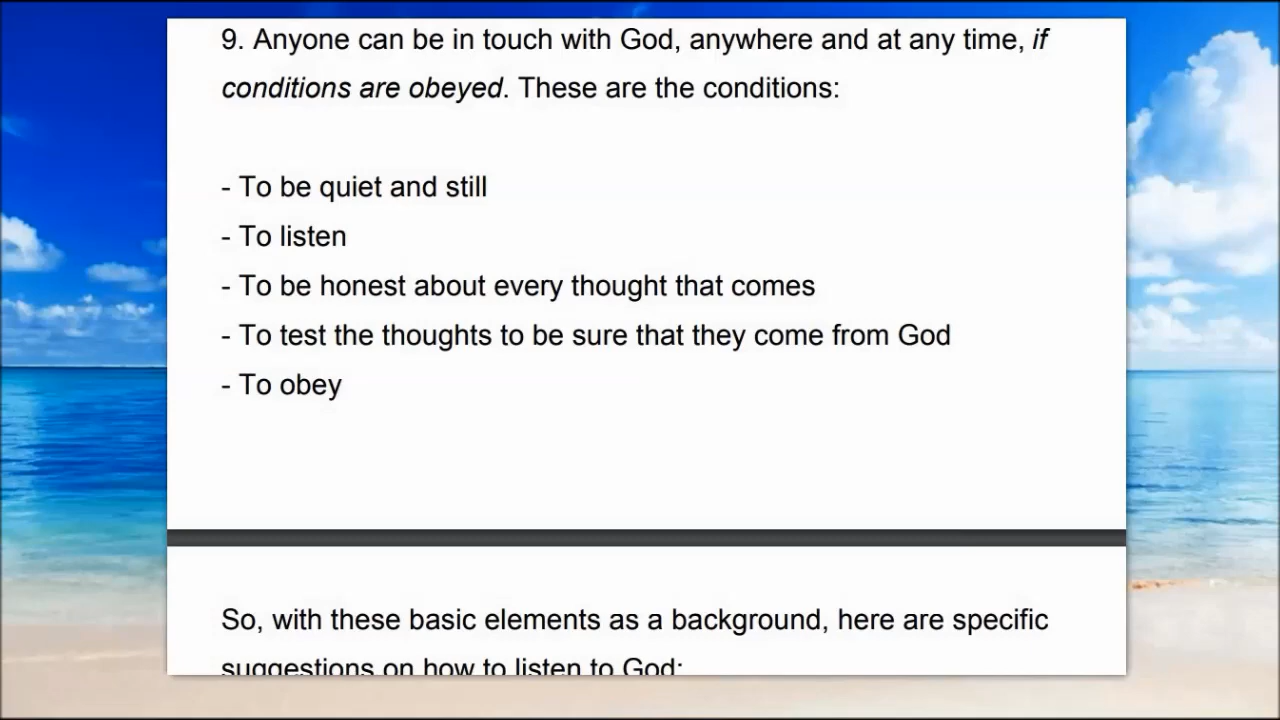 9. Anyone can be in touch with God, anywhere and at any time, if
conditions are obeyed. These are the conditions:
- To be quiet and still
- To listen
- To be honest about every thought that comes
- To test the thoughts to be sure that they come from God
- To obey
So, with these basic elements as a background, here are specific
suggestions on how to listen to God: